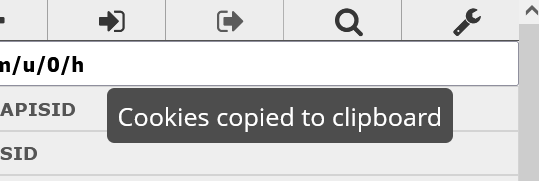 m/u/0/h
APISID
Cookies copied to clipboard
SID